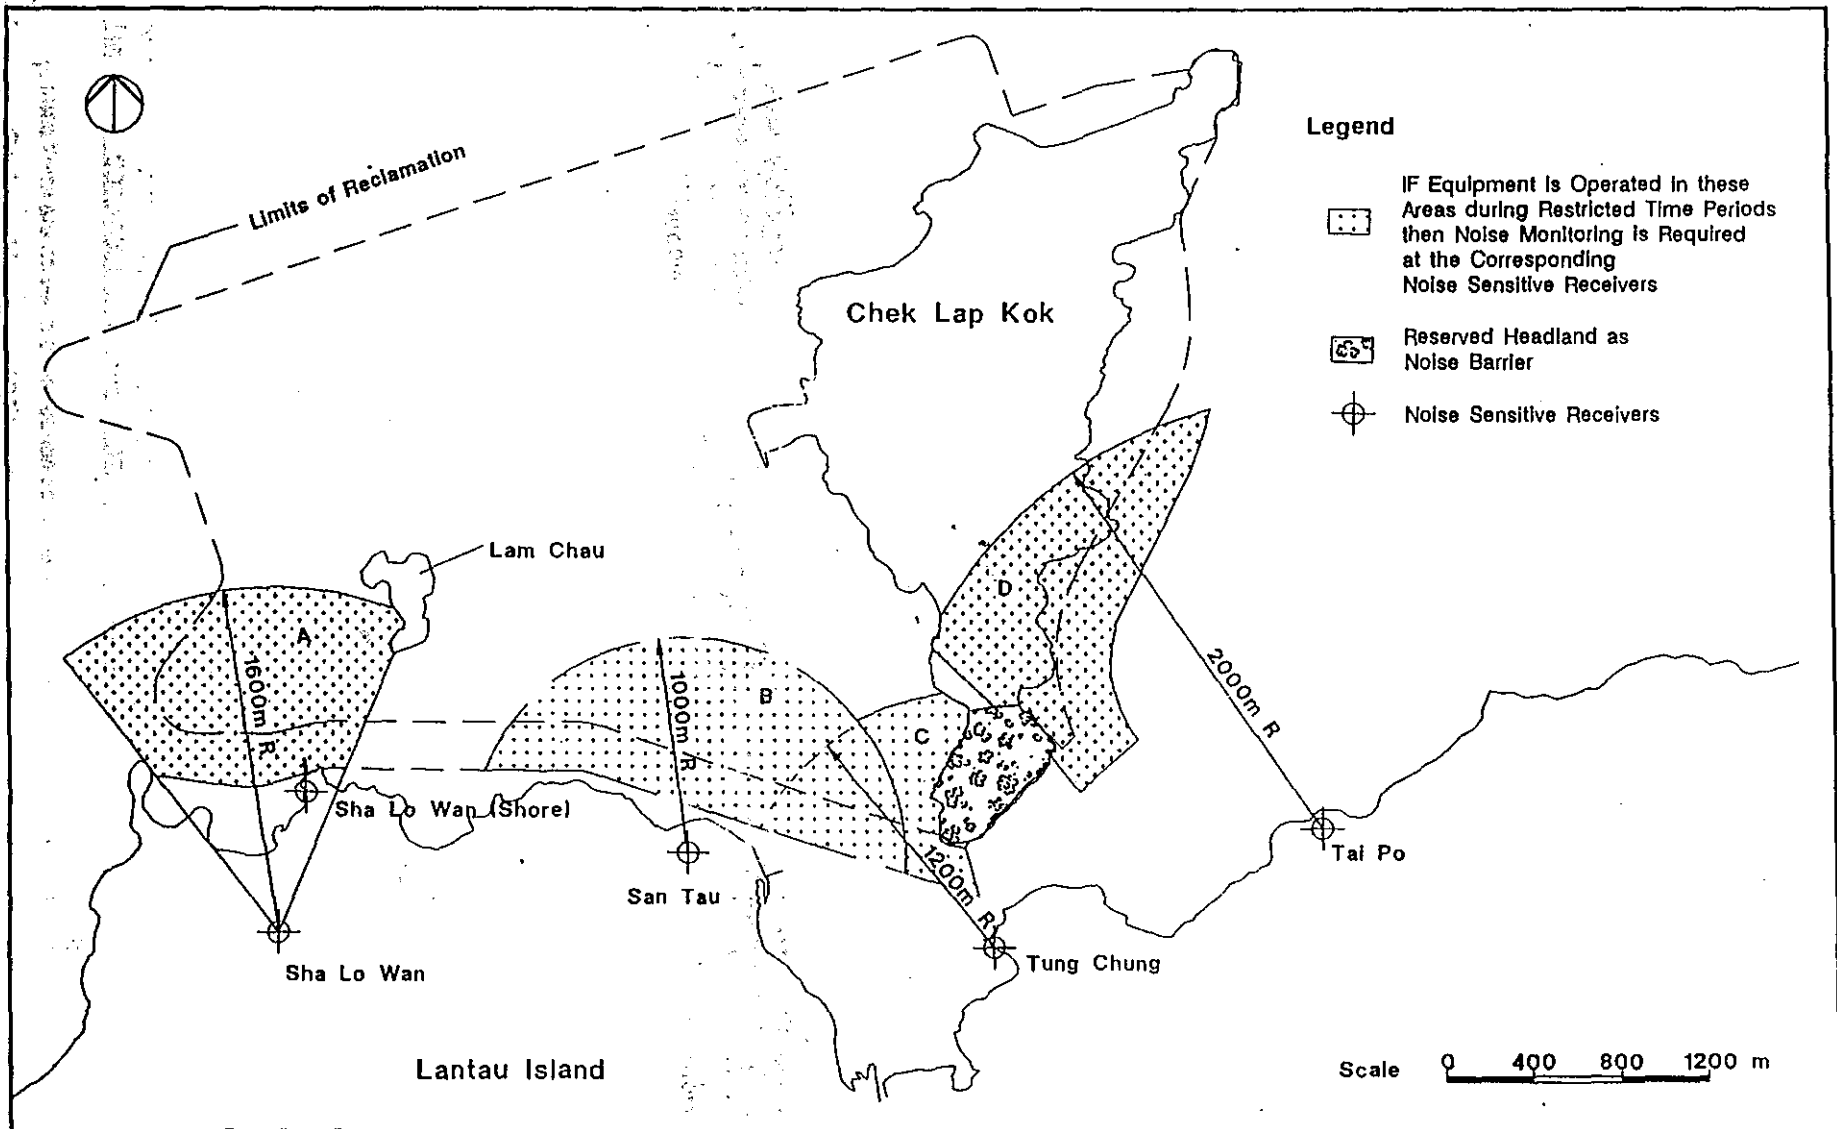 Limits of Reclamation
Legend
IF Equipment is Operated in these
Areas during Restricted Time Periods
then Noise Monitoring is Required
at the Corresponding
Noise Sensitive Receivers
Reserved Headland as
Noise Barrier
Noise Sensitive Receivers
Chek Lap Kok
Lam Chau
A
1600m R
B
1000m R
C
1200m R
D
2000m R
Sha Lo Wan (Shore)
San Tau
Tai Po
Sha Lo Wan
Tung Chung
Lantau Island
Scale 0 400 800 1200 m